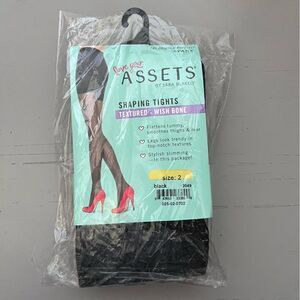 love your
ASSETS
BY SARA BLAKELY
SHAPING TIGHTS
TEXTURED - WISH BONE
Flattens tummy,
smoothes thighs & rear
Legs look trendy in
top-notch textures
Stylish slimming
—in this package!
size: 2
black